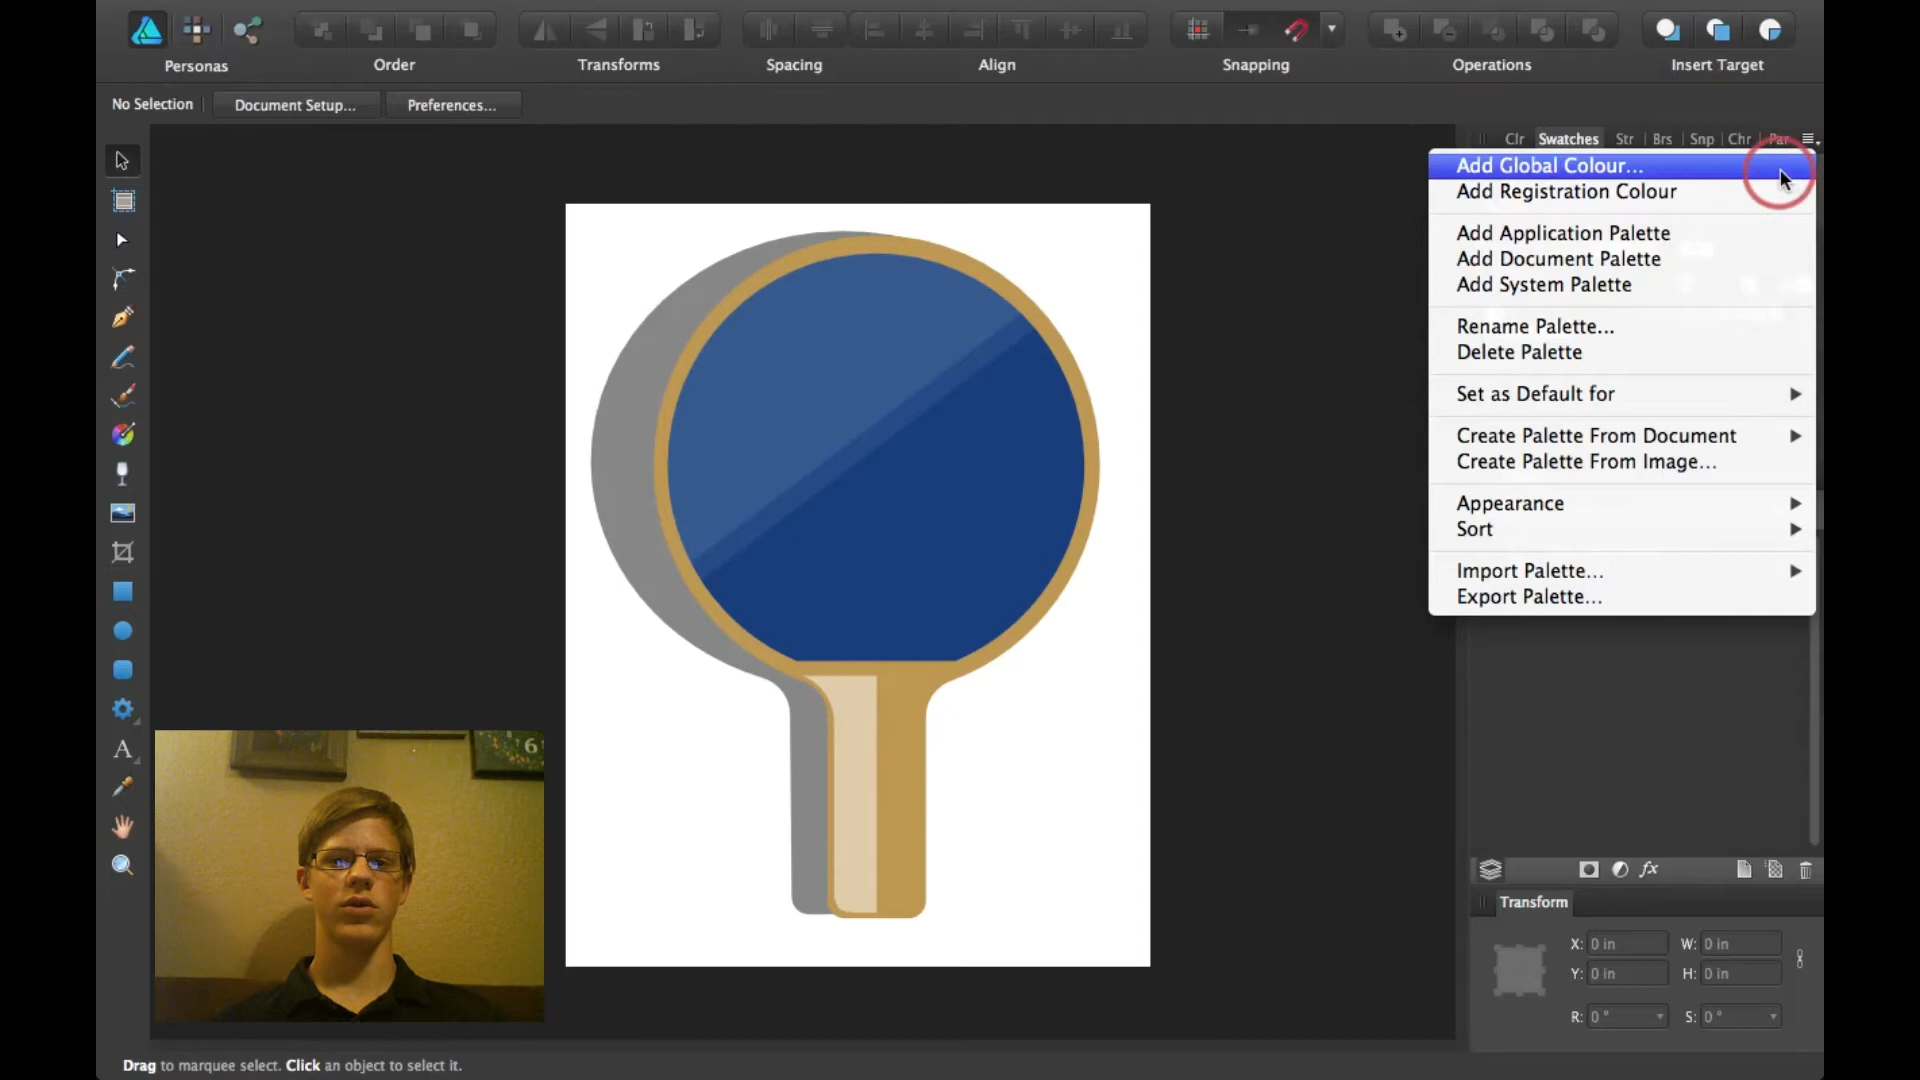 Personas
Order
Transforms
Spacing
Align
Snapping
Operations
Insert Target
No Selection
Document Setup...
Preferences...
Clr
Swatches
Str
Brs
Snp
Chr
Par
Add Global Colour...
Add Registration Colour
Add Application Palette
Add Document Palette
Add System Palette
Rename Palette...
Delete Palette
Set as Default for
Create Palette From Document
Create Palette From Image...
Appearance
Sort
Import Palette...
Export Palette...
A
6
fx
Transform
X: 0 in W: 0 in
Y: 0 in H: 0 in
R: 0 ° S: 0 °
Drag to marquee select. Click an object to select it.